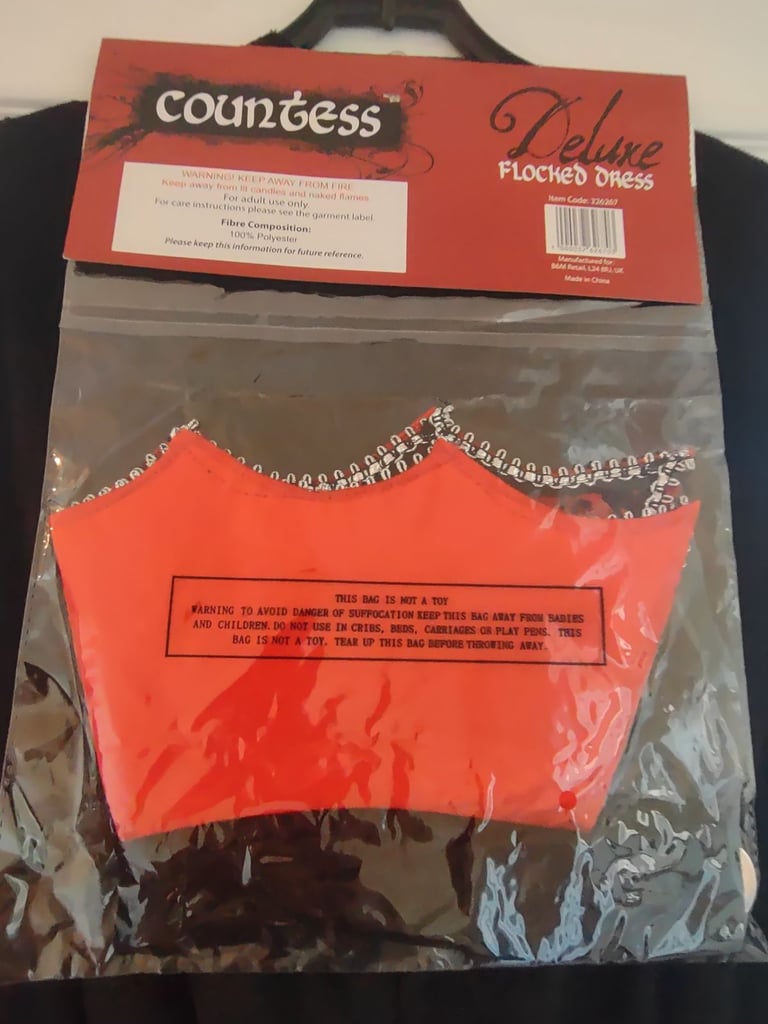 COUNTESS
Deluxe
FLOCKED DRESS
WARNING! KEEP AWAY FROM FIRE
Keep away from lit candles and naked flames.
For adult use only.
For care instructions please see the garment label.
Fibre Composition:
100% Polyester
Please keep this information for future reference.
Item Code: 326267
Manufactured for:
B&M Retail, L24 8RJ, UK
Made in China
THIS BAG IS NOT A TOY
WARNING TO AVOID DANGER OF SUFFOCATION KEEP THIS BAG AWAY FROM BABIES
AND CHILDREN. DO NOT USE IN CRIBS, BEDS, CARRIAGES OR PLAY PENS. THIS
BAG IS NOT A TOY. TEAR UP THIS BAG BEFORE THROWING AWAY.